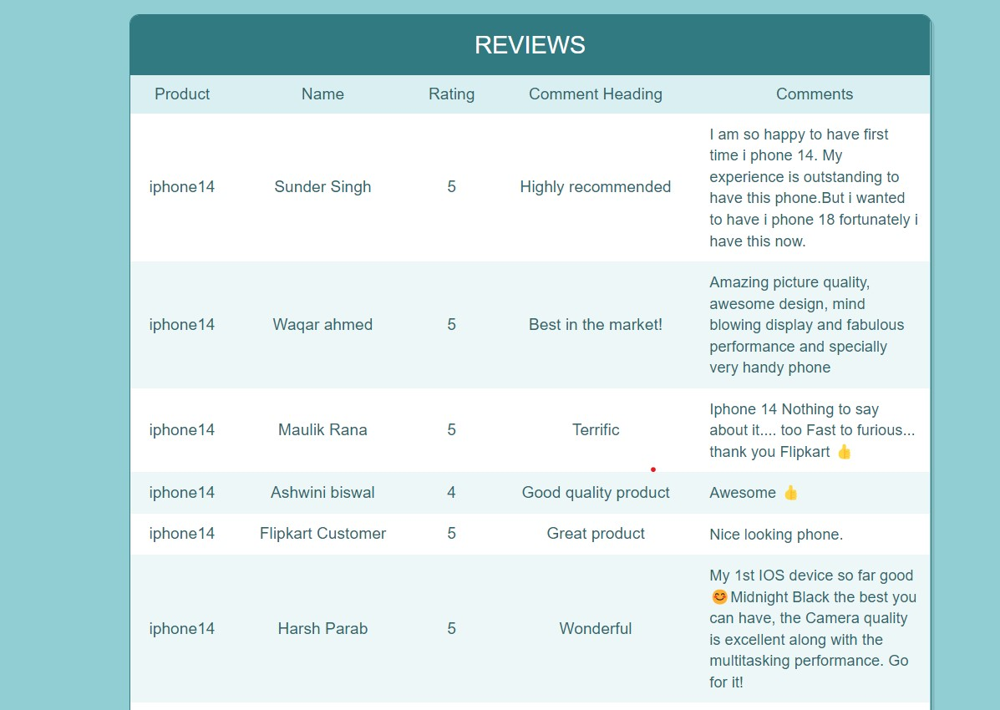 REVIEWS
Product Name Rating Comment Heading Comments
iphone14 Sunder Singh 5 Highly recommended
I am so happy to have first
time i phone 14. My
experience is outstanding to
have this phone.But i wanted
to have i phone 18 fortunately i
have this now.
iphone14 Waqar ahmed 5 Best in the market!
Amazing picture quality,
awesome design, mind
blowing display and fabulous
performance and specially
very handy phone
iphone14 Maulik Rana 5 Terrific
Iphone 14 Nothing to say
about it.... too Fast to furious...
thank you Flipkart 👍
iphone14 Ashwini biswal 4 Good quality product Awesome 👍
iphone14 Flipkart Customer 5 Great product Nice looking phone.
iphone14 Harsh Parab 5 Wonderful
My 1st IOS device so far good
😊Midnight Black the best you
can have, the Camera quality
is excellent along with the
multitasking performance. Go
for it!